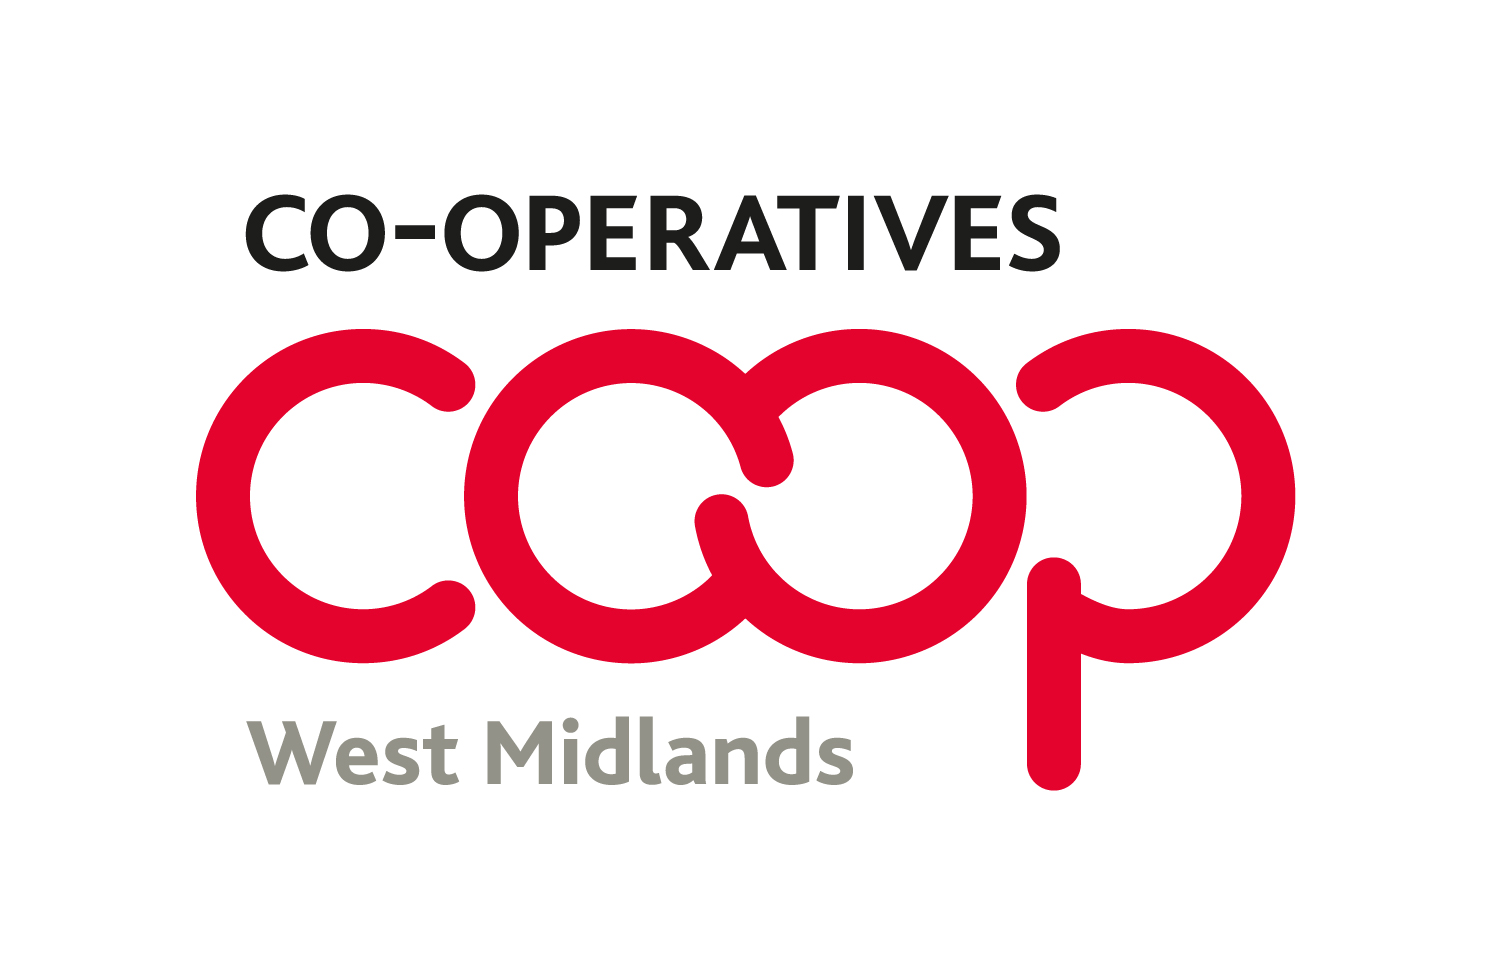 CO-OPERATIVES
coop
West Midlands